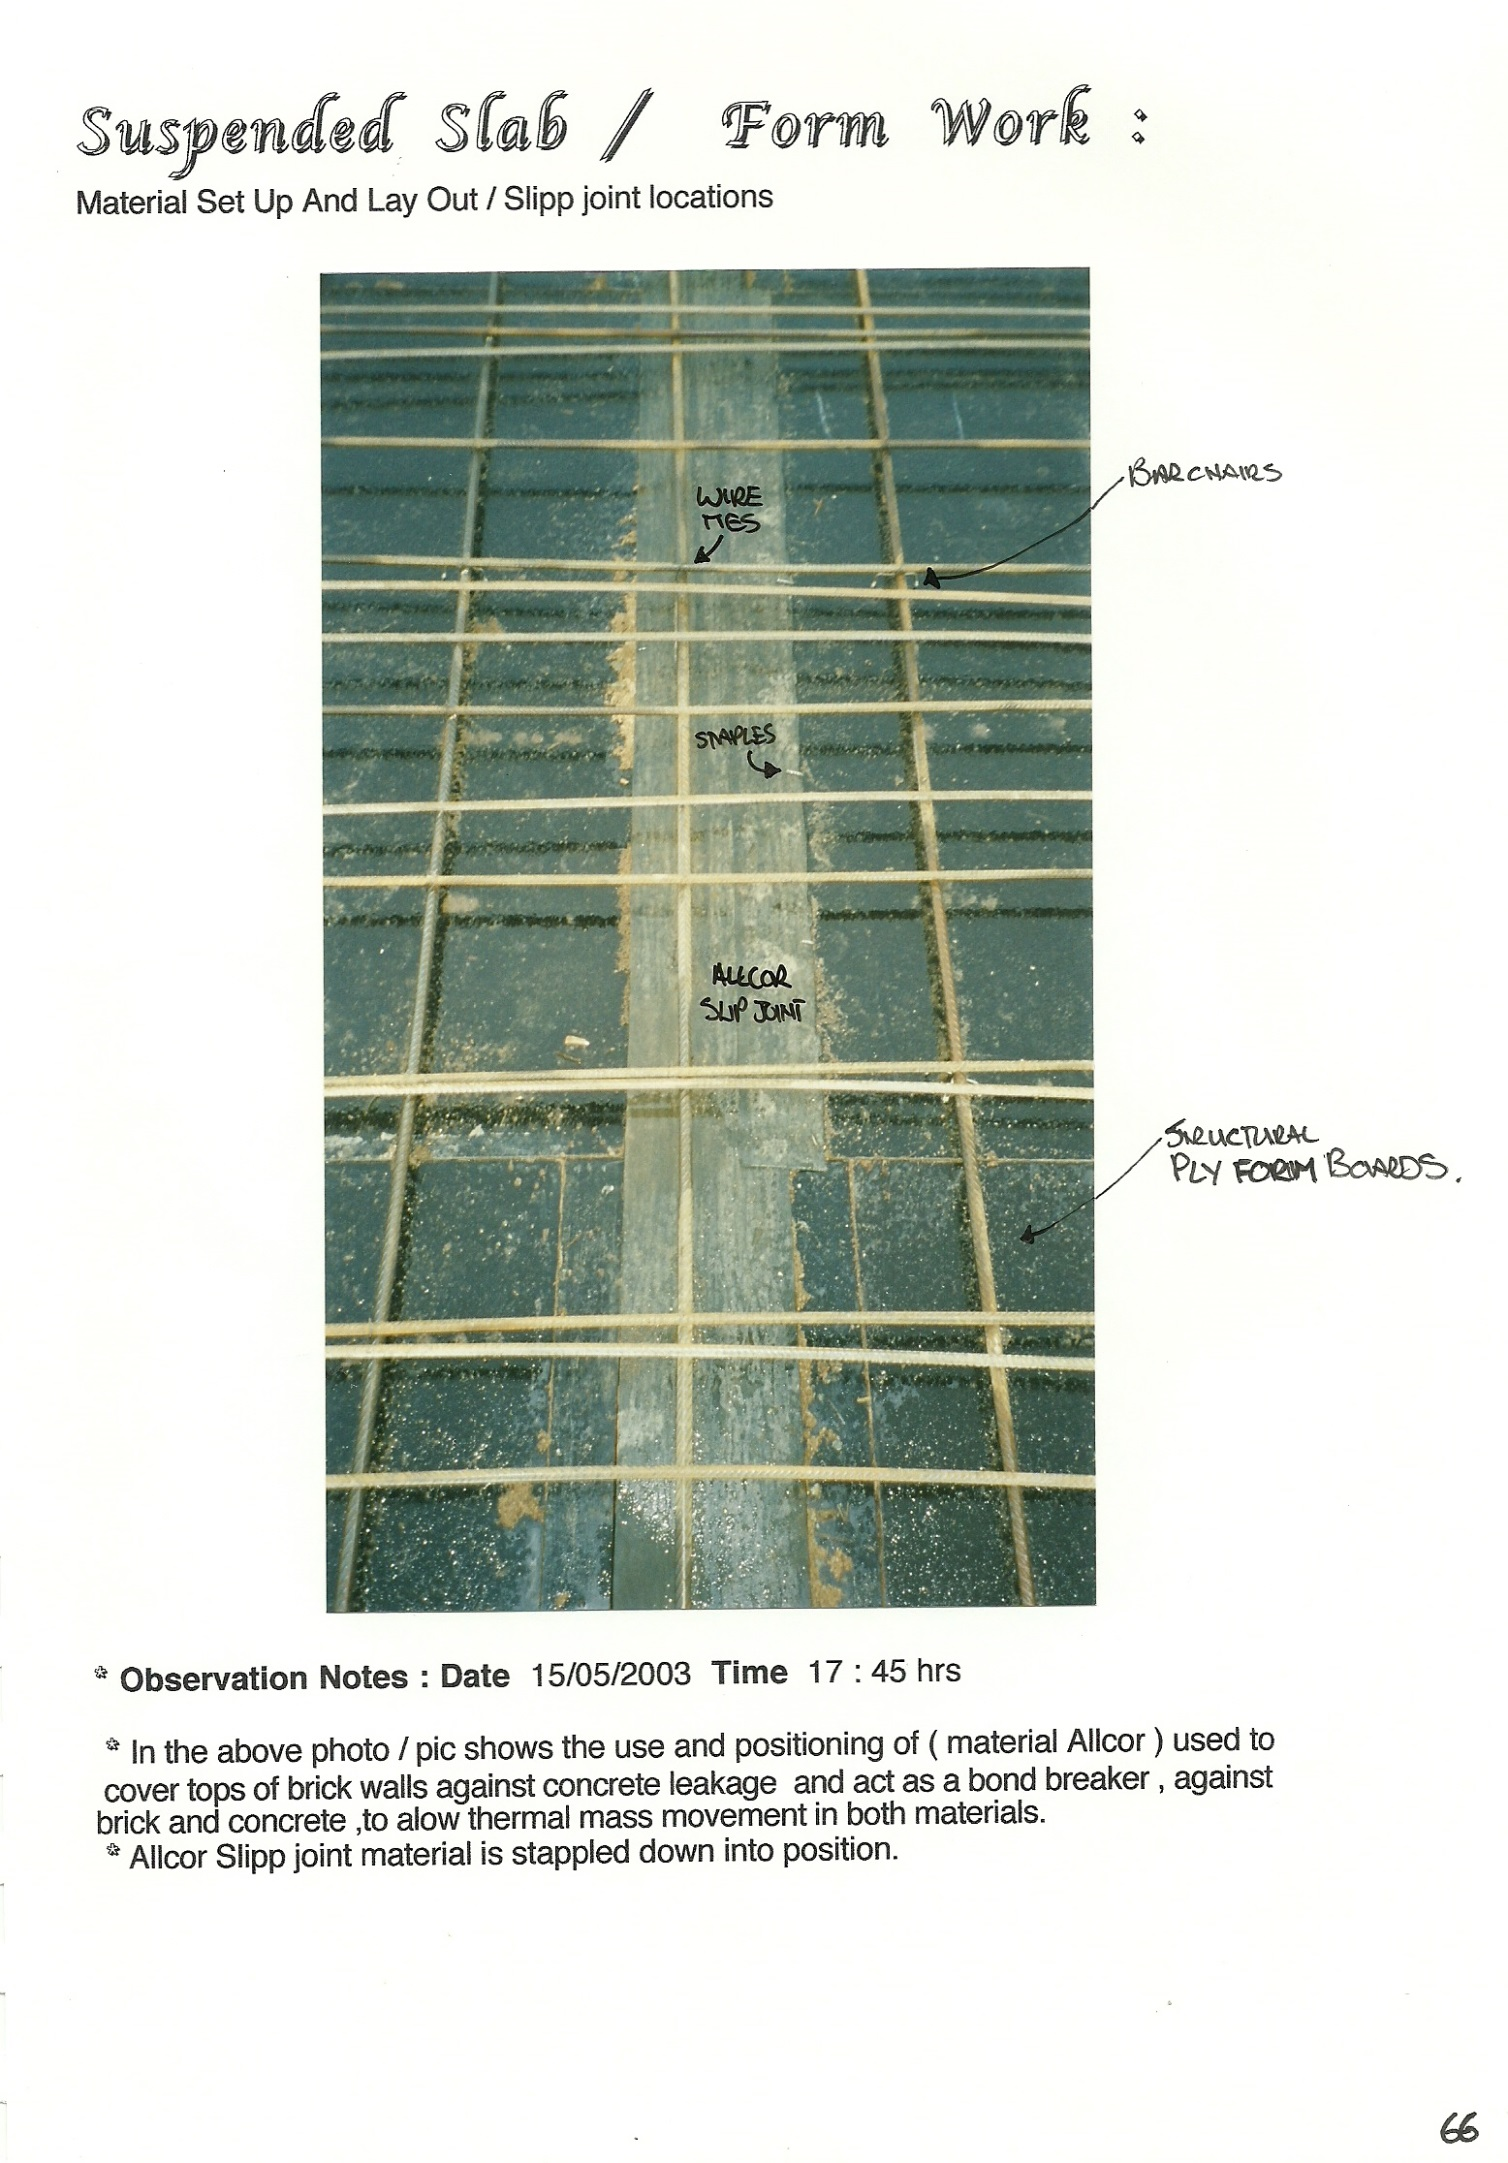 Suspended Slab / Form Work :
Material Set Up And Lay Out / Slipp joint locations
BARCHAIRS
WIRE
TIES
STAPLES
ALLCOR
SLIP JOINT
STRUCTURAL
PLY FORM BOARDS.
* Observation Notes : Date 15/05/2003 Time 17 : 45 hrs
* In the above photo / pic shows the use and positioning of ( material Allcor ) used to
cover tops of brick walls against concrete leakage and act as a bond breaker , against
brick and concrete ,to alow thermal mass movement in both materials.
* Allcor Slipp joint material is stappled down into position.
66